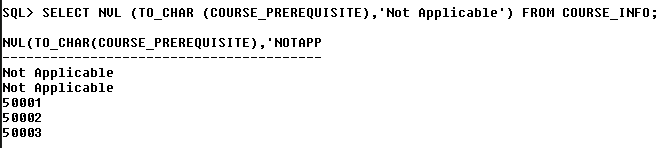 SQL> SELECT NVL (TO_CHAR (COURSE_PREREQUISITE),'Not Applicable') FROM COURSE_INFO;
NVL(TO_CHAR(COURSE_PREREQUISITE),'NOTAPP
----------------------------------------
Not Applicable
Not Applicable
50001
50002
50003